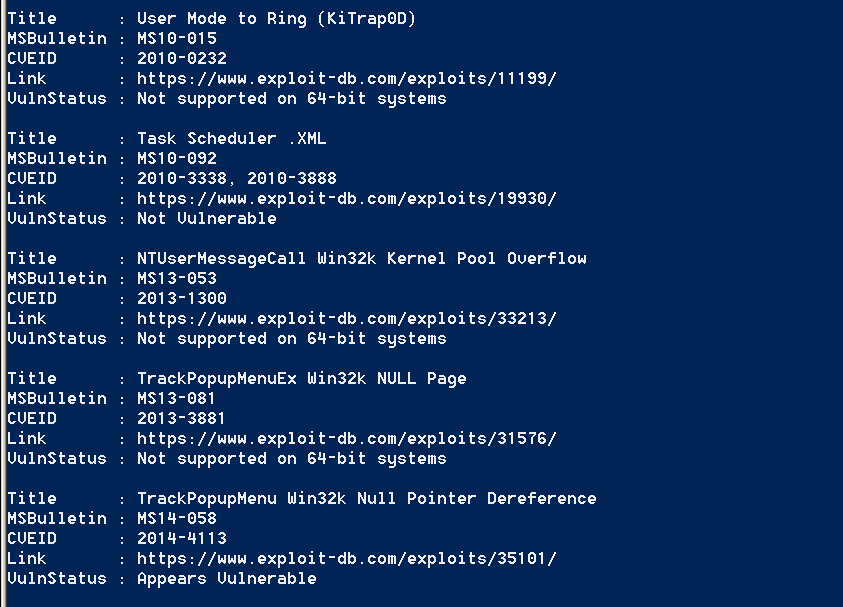 Title      : User Mode to Ring (KiTrap0D)
MSBulletin : MS10-015
CVEID      : 2010-0232
Link       : https://www.exploit-db.com/exploits/11199/
VulnStatus : Not supported on 64-bit systems
Title      : Task Scheduler .XML
MSBulletin : MS10-092
CVEID      : 2010-3338, 2010-3888
Link       : https://www.exploit-db.com/exploits/19930/
VulnStatus : Not Vulnerable
Title      : NTUserMessageCall Win32k Kernel Pool Overflow
MSBulletin : MS13-053
CVEID      : 2013-1300
Link       : https://www.exploit-db.com/exploits/33213/
VulnStatus : Not supported on 64-bit systems
Title      : TrackPopupMenuEx Win32k NULL Page
MSBulletin : MS13-081
CVEID      : 2013-3881
Link       : https://www.exploit-db.com/exploits/31576/
VulnStatus : Not supported on 64-bit systems
Title      : TrackPopupMenu Win32k Null Pointer Dereference
MSBulletin : MS14-058
CVEID      : 2014-4113
Link       : https://www.exploit-db.com/exploits/35101/
VulnStatus : Appears Vulnerable